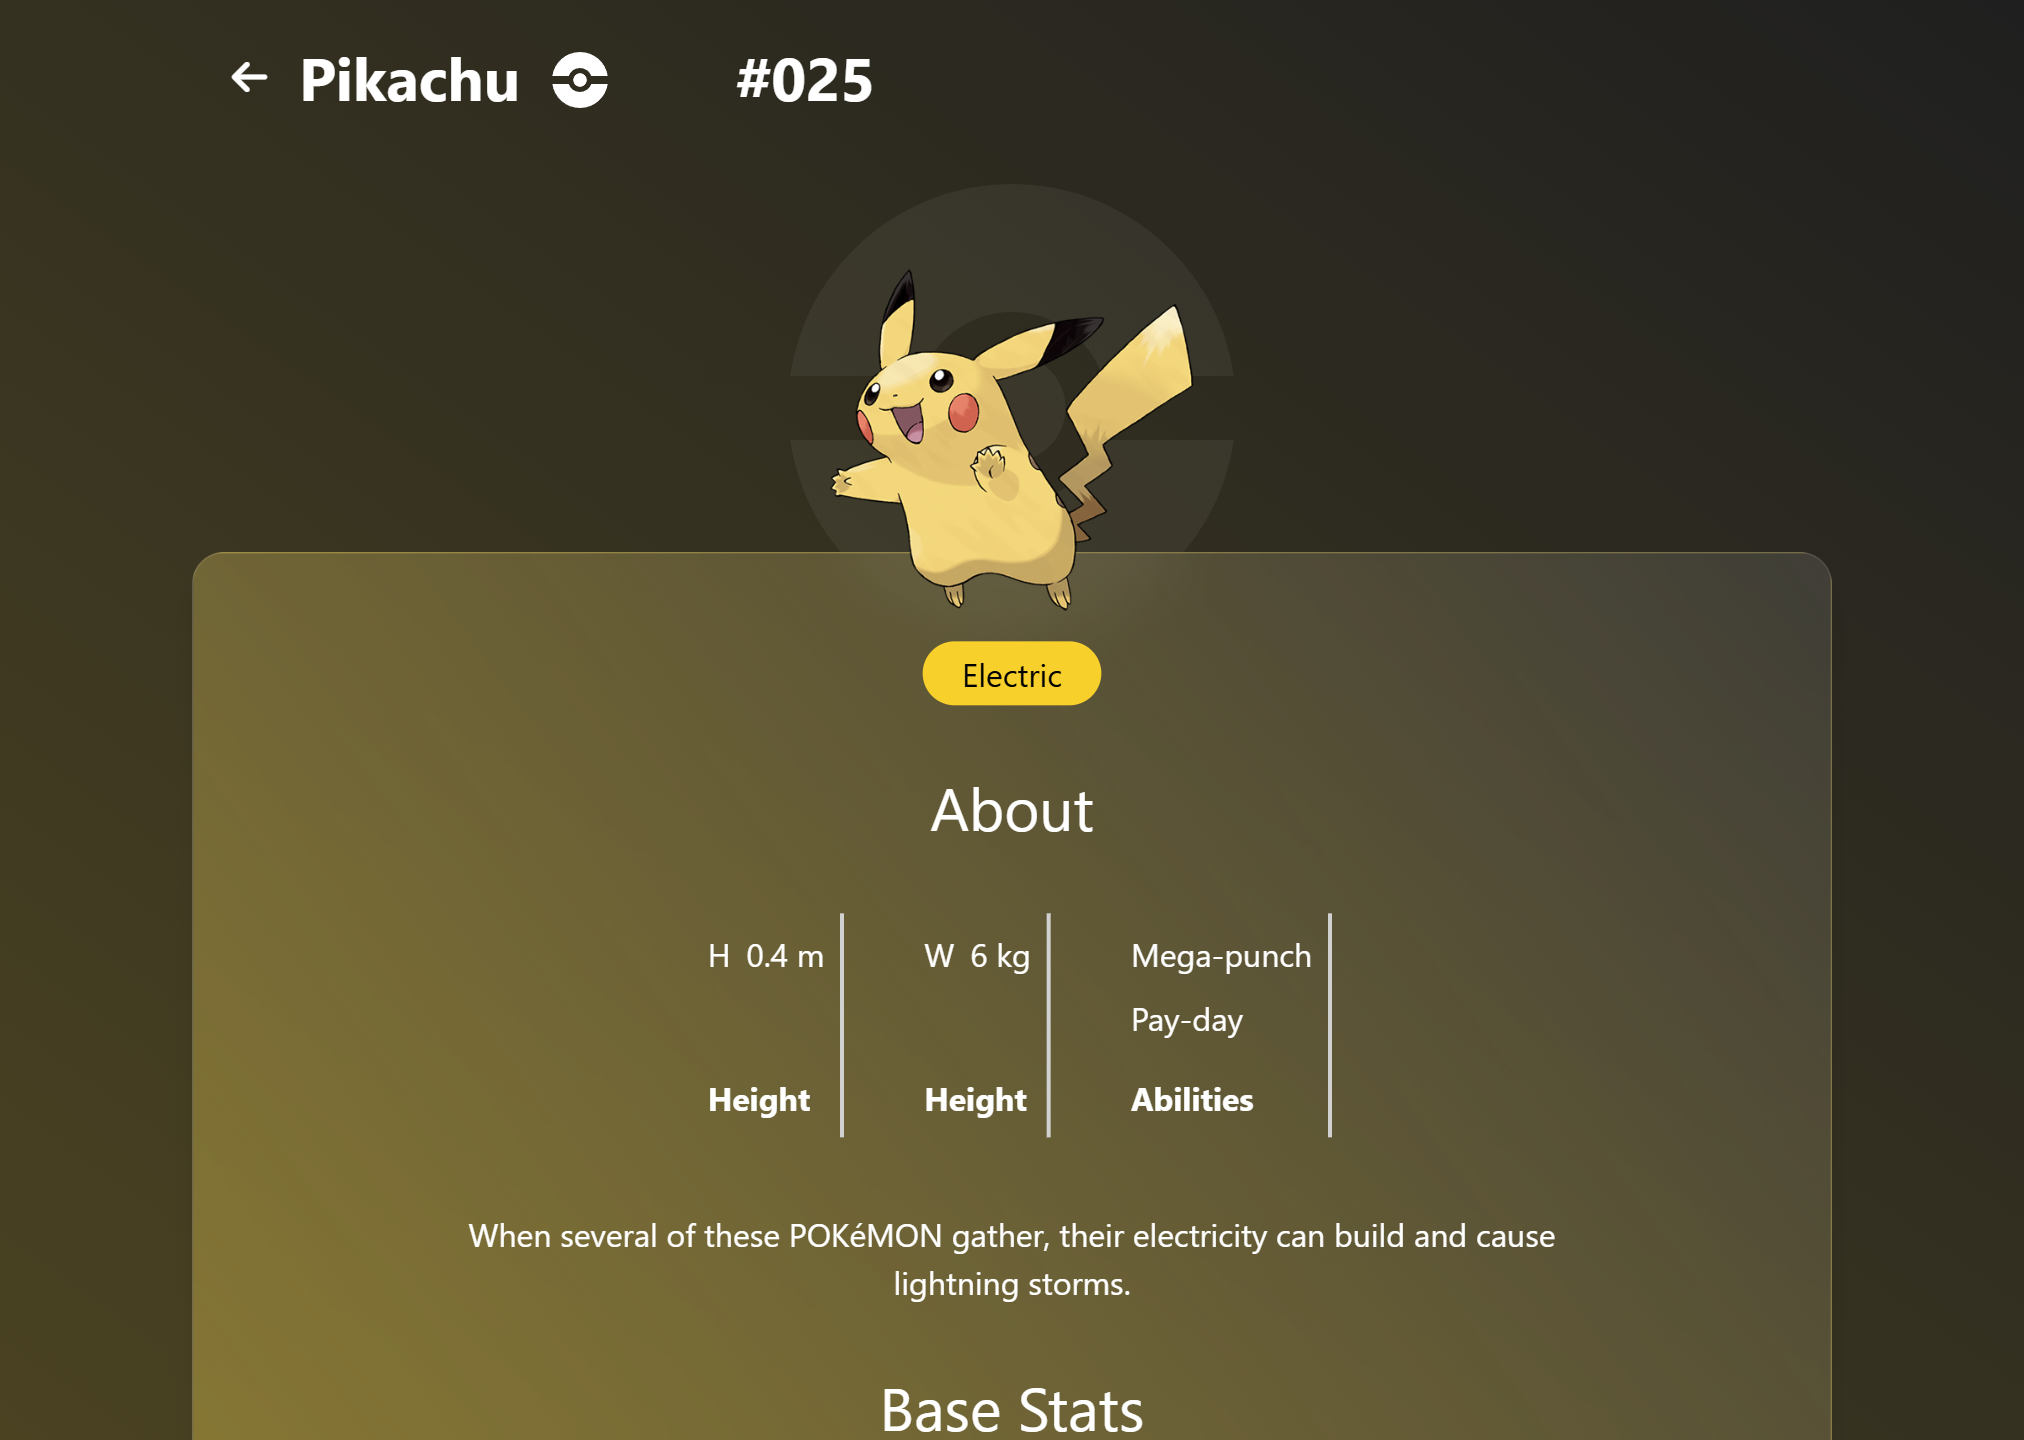 Pikachu #025
Electric
About
H 0.4 m
Height
W 6 kg
Height
Mega-punch
Pay-day
Abilities
When several of these POKéMON gather, their electricity can build and cause
lightning storms.
Base Stats